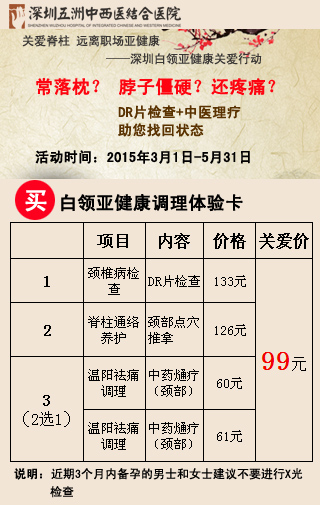 深圳五洲中西医结合医院
SHENZHEN WUZHOU HOSPITAL OF INTEGRATED CHINESE AND WESTERN MEDICINE
关爱脊柱 远离职场亚健康
——深圳白领亚健康关爱行动
常落枕? 脖子僵硬? 还疼痛?
DR片检查+中医理疗
助您找回状态
活动时间:2015年3月1日-5月31日
买 白领亚健康调理体验卡
项目 内容 价格 关爱价
1 颈椎病检查 DR片检查 133元
2 脊柱通络养护 颈部点穴推拿 126元
99元
3(2选1) 温阳祛痛调理 中药熥疗(颈部) 60元
温阳祛痛调理 中药熥疗(颈部) 61元
说明:近期3个月内备孕的男士和女士建议不要进行X光
检查